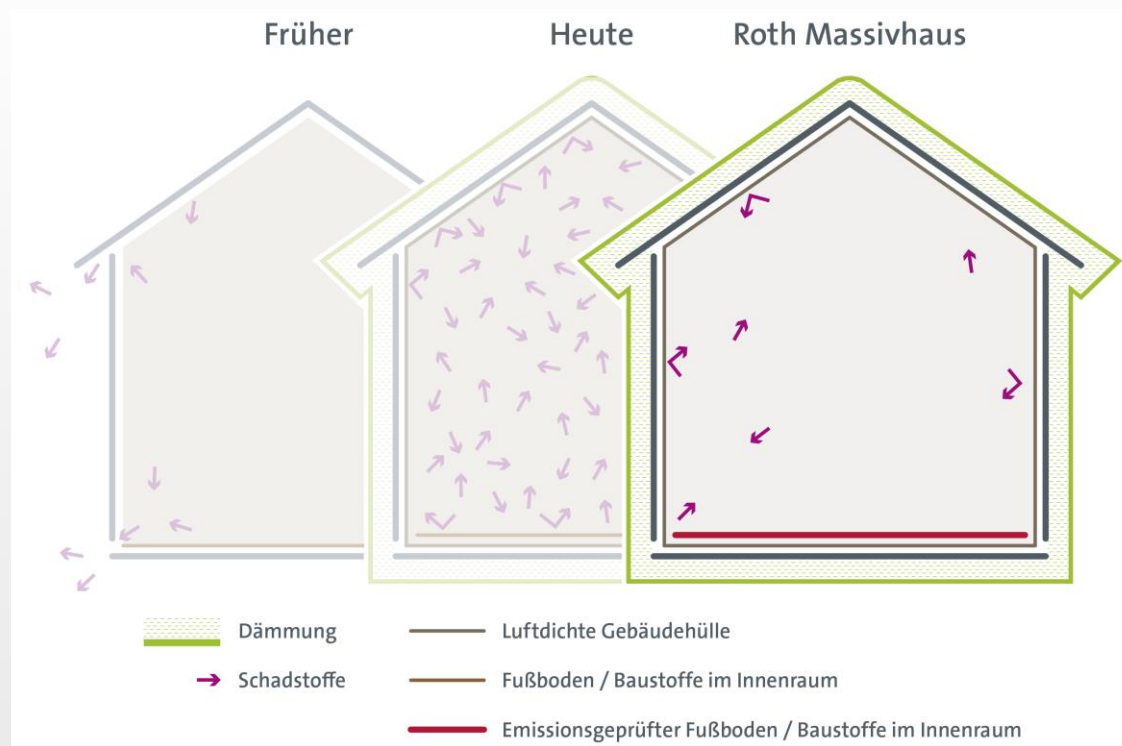 Früher Heute Roth Massivhaus
Dämmung Luftdichte Gebäudehülle
Schadstoffe Fußboden / Baustoffe im Innenraum
Emissionsgeprüfter Fußboden / Baustoffe im Innenraum